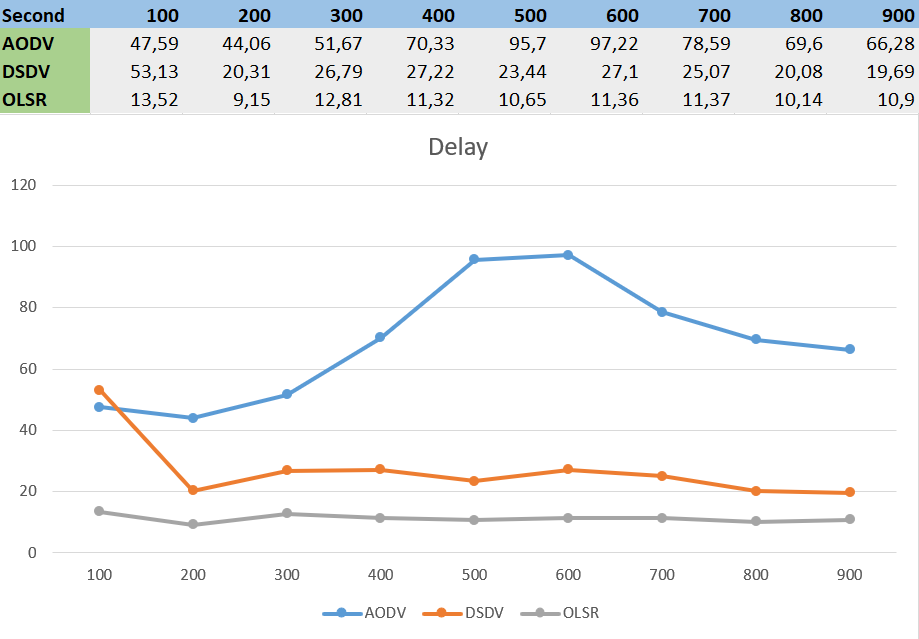 Second 100 200 300 400 500 600 700 800 900
AODV 47,59 44,06 51,67 70,33 95,7 97,22 78,59 69,6 66,28
DSDV 53,13 20,31 26,79 27,22 23,44 27,1 25,07 20,08 19,69
OLSR 13,52 9,15 12,81 11,32 10,65 11,36 11,37 10,14 10,9
Delay
120
100
80
60
40
20
0
100 200 300 400 500 600 700 800 900
AODV DSDV OLSR